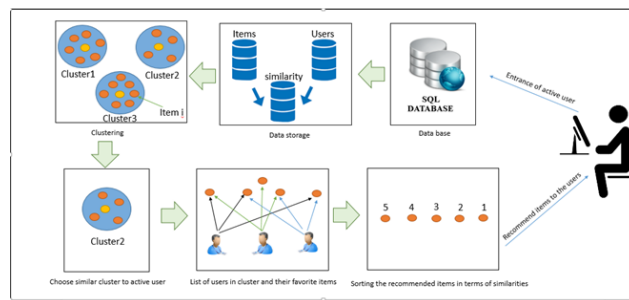 Items
Users
similarity
SQL
DATABASE
Entrance of active user
Cluster1
Cluster2
Cluster3
Item
Clustering
Data storage
Data base
Cluster2
5 4 3 2 1
Recommend items to the users
Choose similar cluster to active user
List of users in cluster and their favorite items
Sorting the recommended items in terms of similarities